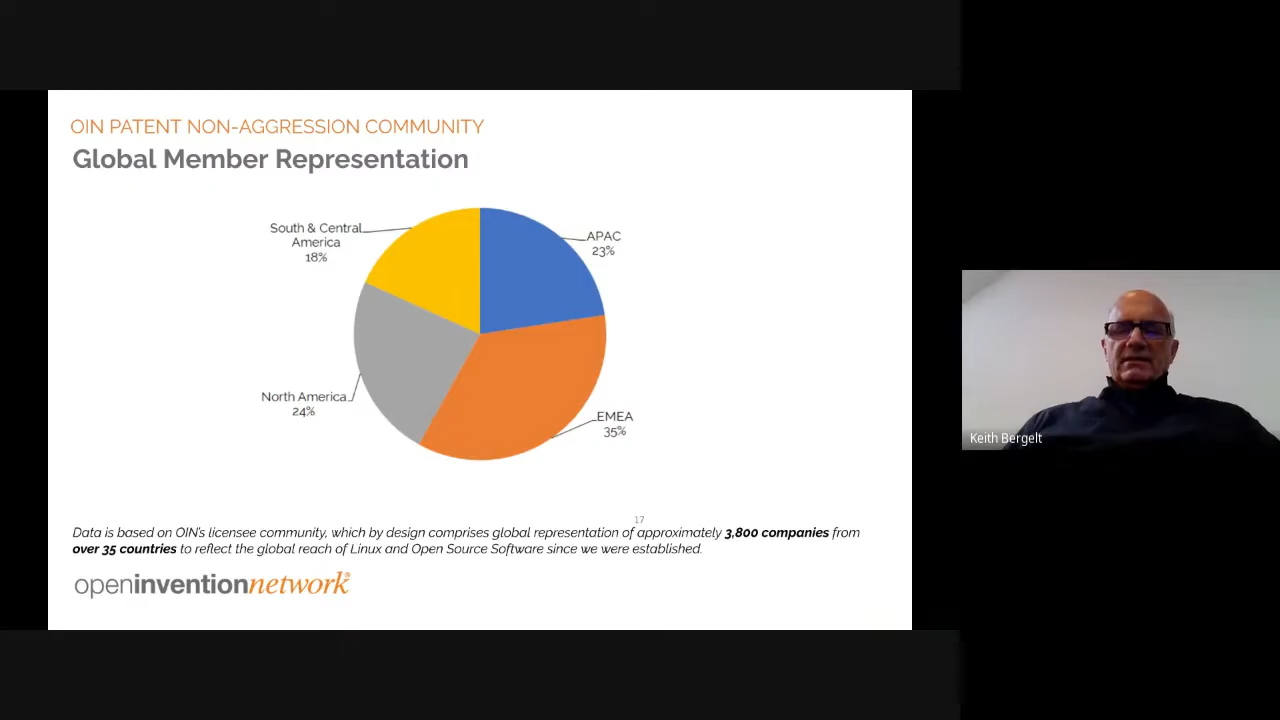 OIN PATENT NON-AGGRESSION COMMUNITY
Global Member Representation
South & Central
America
18%
APAC
23%
North America
24%
EMEA
35%
17
Data is based on OIN's licensee community, which by design comprises global representation of approximately 3,800 companies from
over 35 countries to reflect the global reach of Linux and Open Source Software since we were established.
openinventionnetwork®
Keith Bergelt